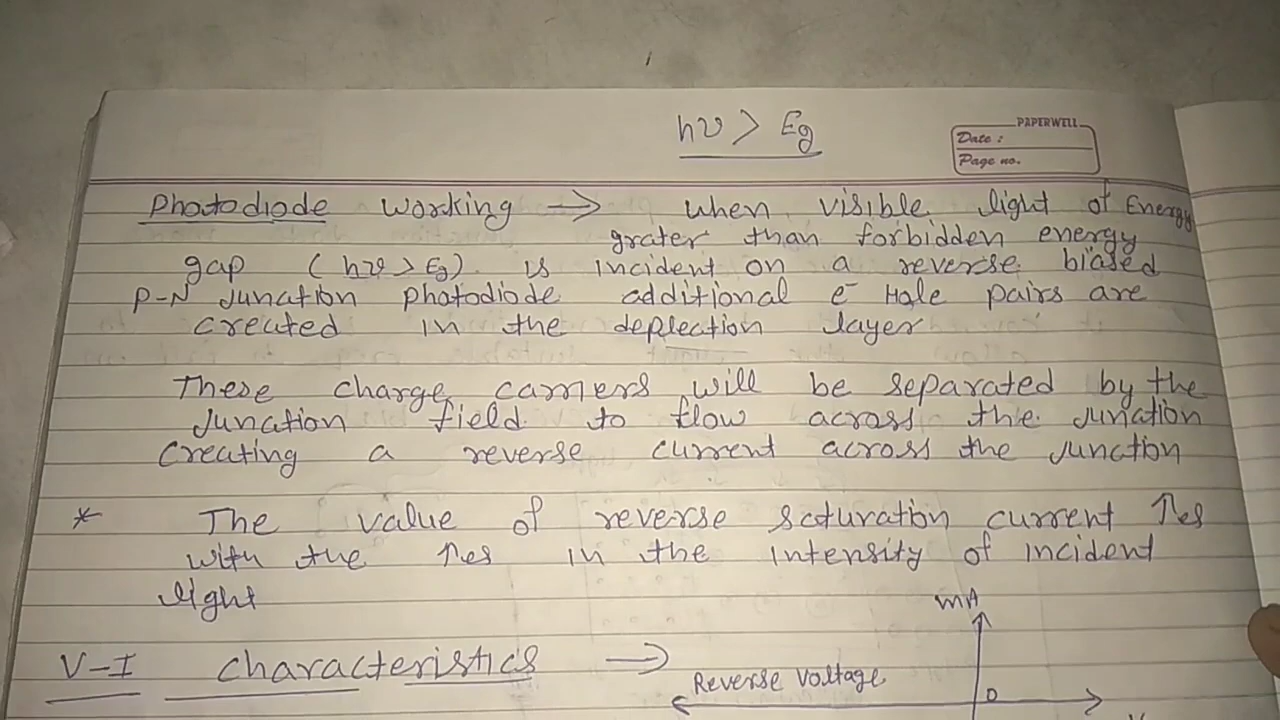 hν > Eg
PAPERWELL
Date :
Page no.
Photodiode working → When visible light of Energy
grater than forbidden energy
gap (hν > Eg) is incident on a reverse biased
P-N Junction photodiode additional e⁻ Hole pairs are
created in the deplection layer
These charge carriers will be separated by the
Junction field to flow across the Junction
Creating a reverse current across the Junction
* The value of reverse saturation current ↑es
with the ↑es in the intensity of incident
light
mA
V-I Characteristics →
Reverse Voltage
0